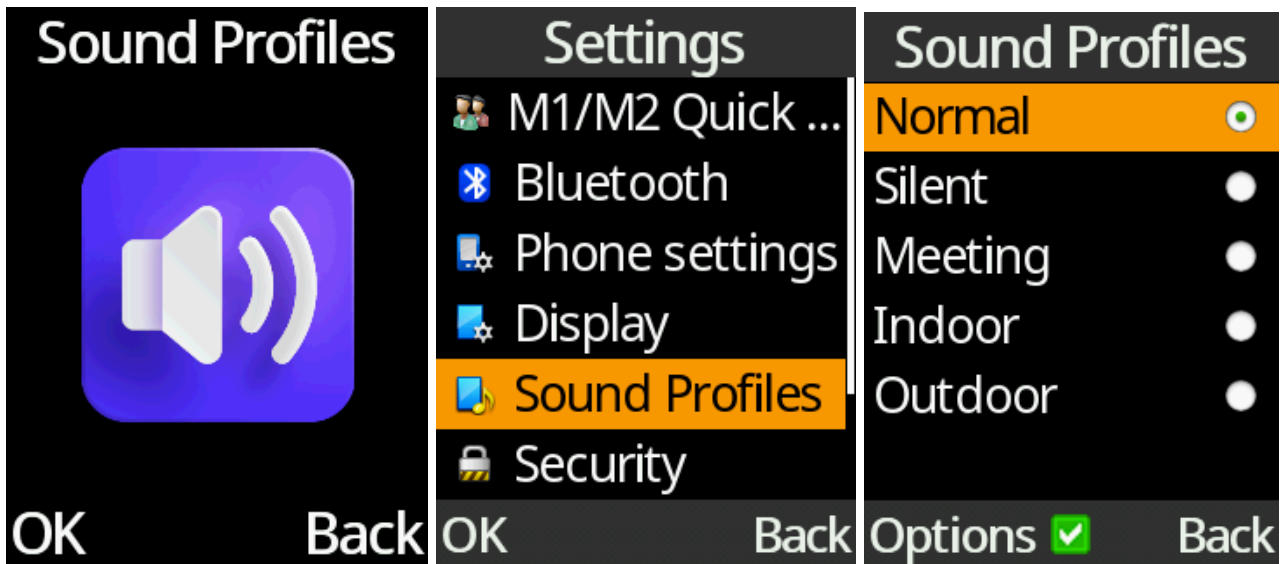 Sound Profiles
OK Back
Settings
M1/M2 Quick ...
Bluetooth
Phone settings
Display
Sound Profiles
Security
OK Back
Sound Profiles
Normal
Silent
Meeting
Indoor
Outdoor
Options Back